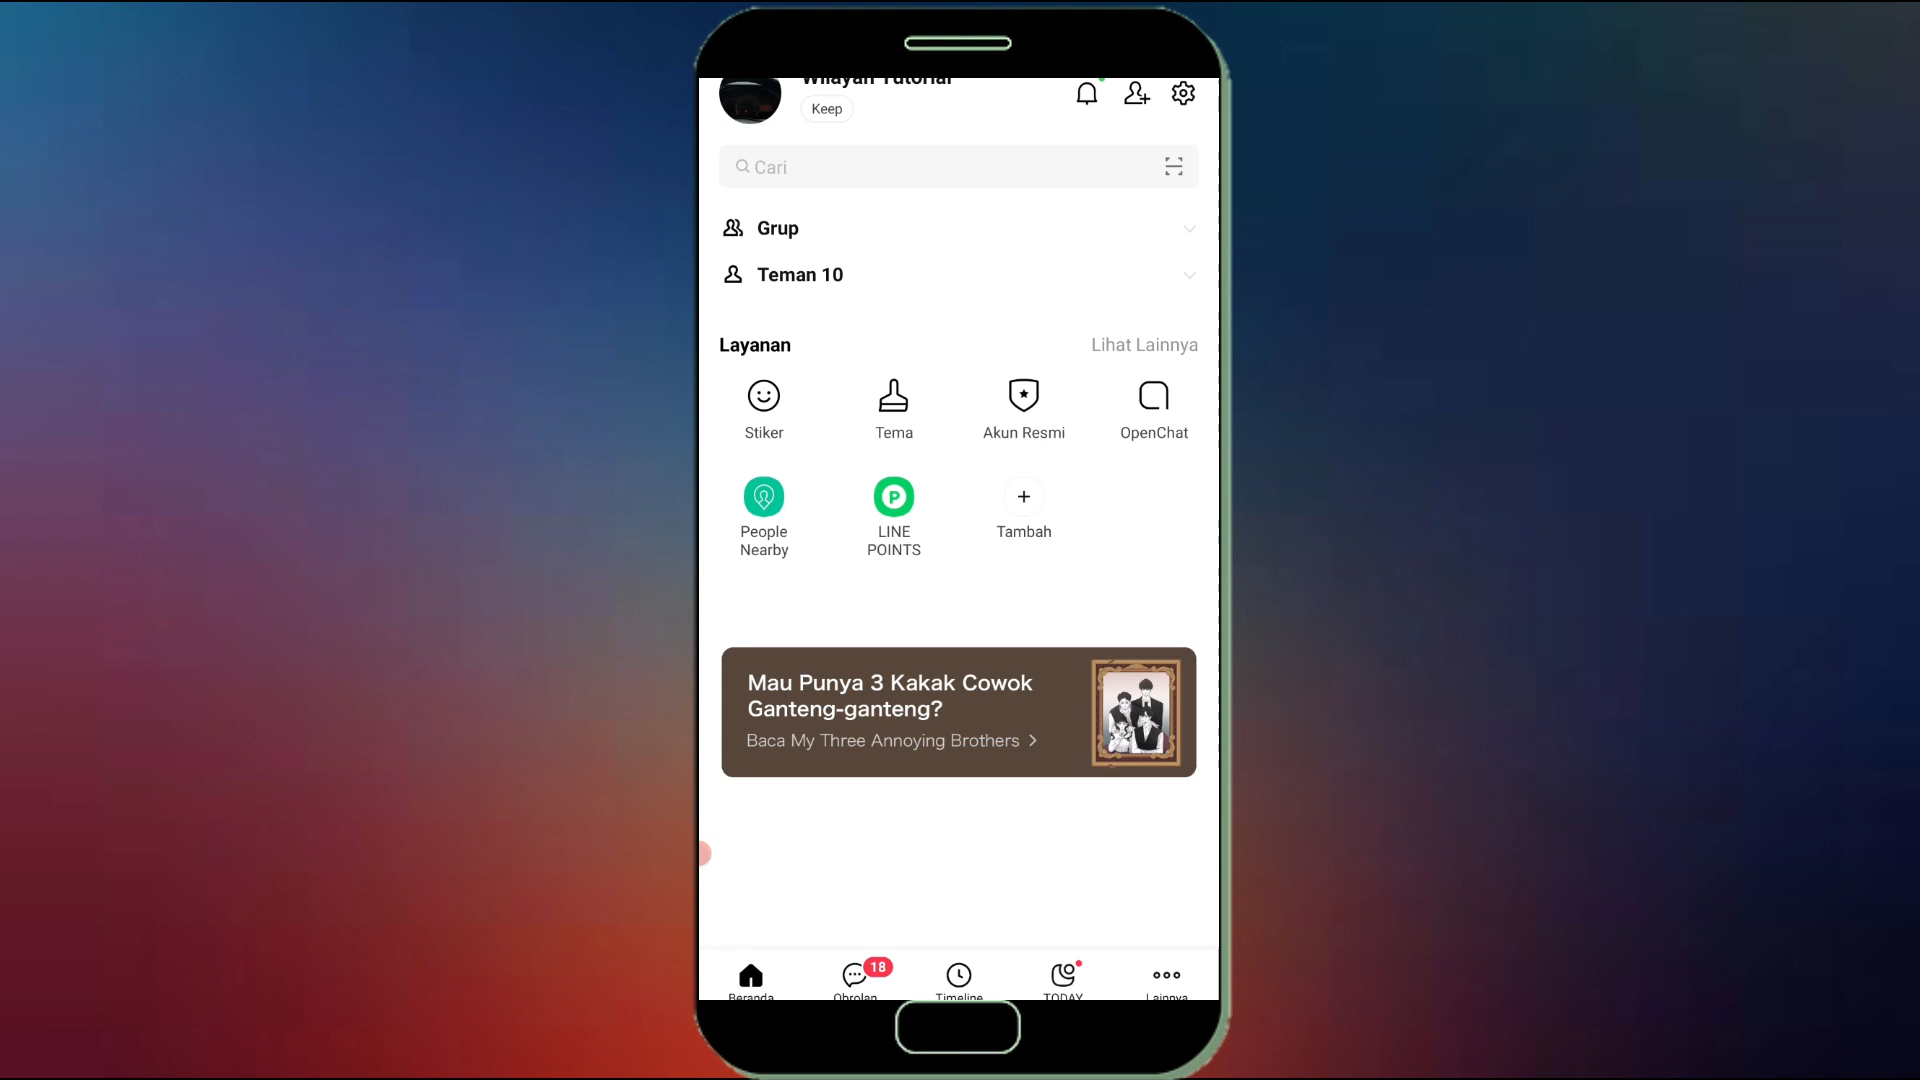 Wilayah Tutorial
Keep
Cari
Grup
Teman 10
Layanan
Lihat Lainnya
Stiker
Tema
Akun Resmi
OpenChat
People
Nearby
LINE
POINTS
Tambah
Mau Punya 3 Kakak Cowok
Ganteng-ganteng?
Baca My Three Annoying Brothers
18
Beranda
Obrolan
Timeline
TODAY
Lainnya